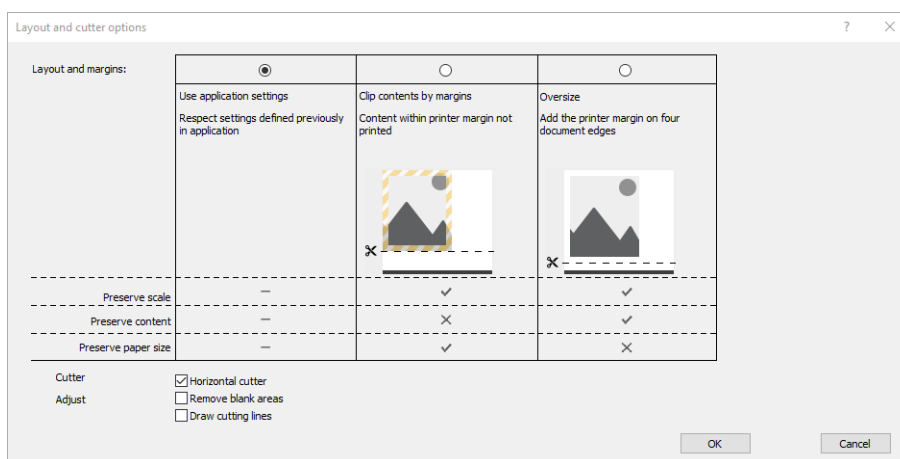 Layout and cutter options
Layout and margins:
Use application settings
Respect settings defined previously
in application
Clip contents by margins
Content within printer margin not
printed
Oversize
Add the printer margin on four
document edges
Preserve scale
Preserve content
Preserve paper size
Cutter
Horizontal cutter
Adjust
Remove blank areas
Draw cutting lines
OK
Cancel